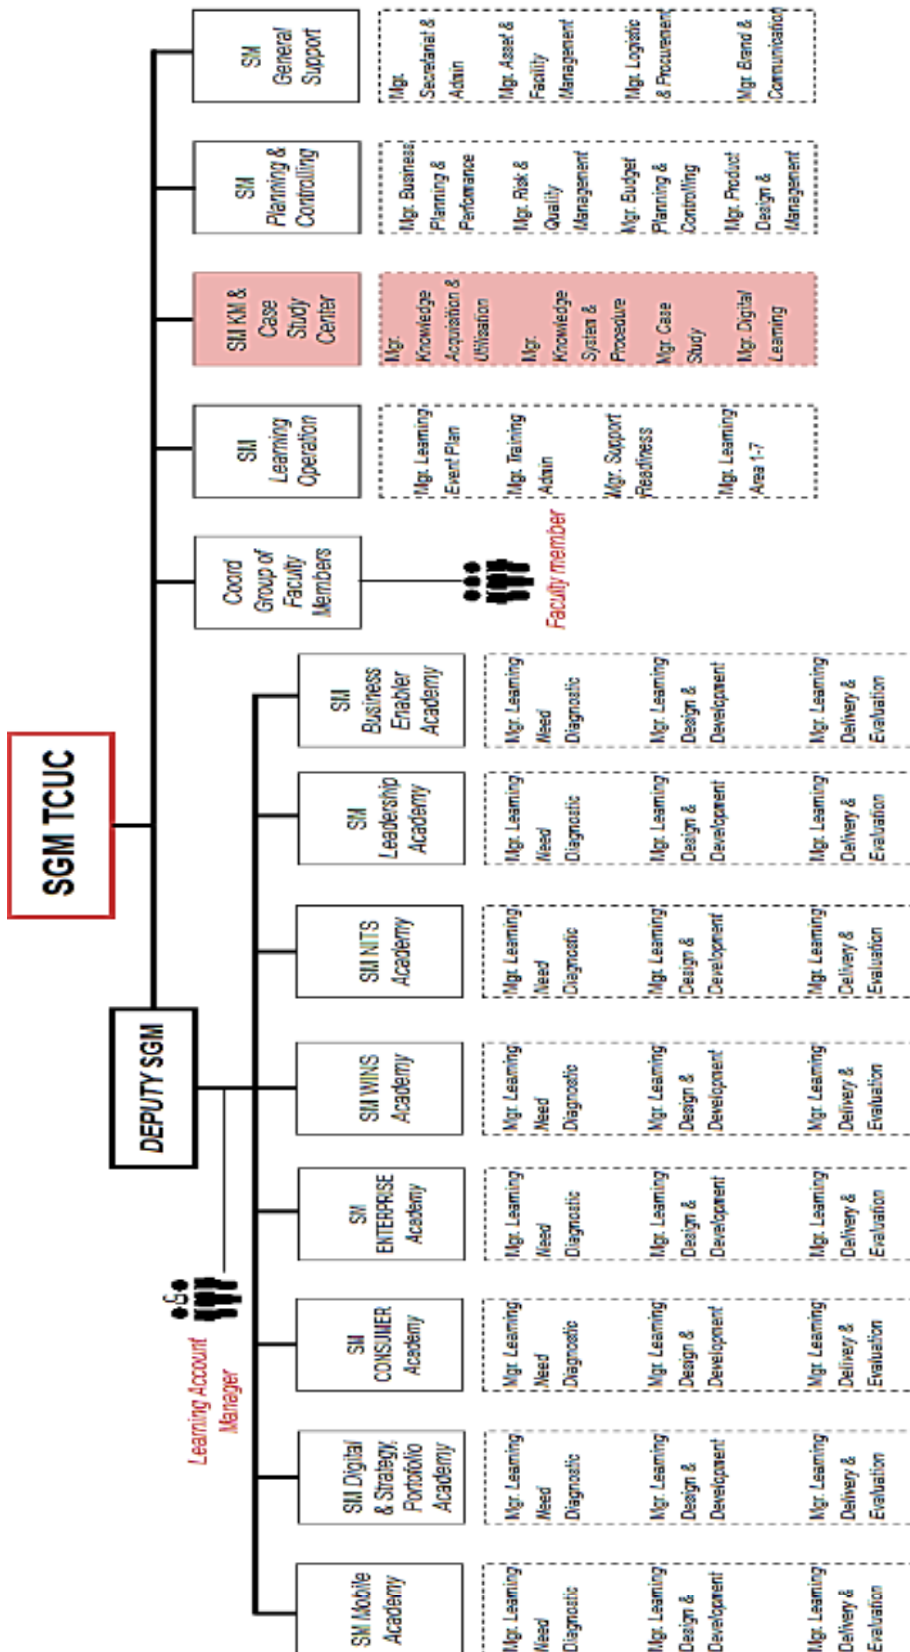 SGM TCUC
DEPUTY SGM
Learning Account
Manager
SM Mobile
Academy
Mgr. Learning
Need
Diagnostic
Mgr. Learning
Design &
Development
Mgr. Learning
Delivery &
Evaluation
SM Digital
& Strategy,
Portofolio
Academy
Mgr. Learning
Need
Diagnostic
Mgr. Learning
Design &
Development
Mgr. Learning
Delivery &
Evaluation
SM
CONSUMER
Academy
Mgr. Learning
Need
Diagnostic
Mgr. Learning
Design &
Development
Mgr. Learning
Delivery &
Evaluation
SM
ENTERPRISE
Academy
Mgr. Learning
Need
Diagnostic
Mgr. Learning
Design &
Development
Mgr. Learning
Delivery &
Evaluation
SM WINS
Academy
Mgr. Learning
Need
Diagnostic
Mgr. Learning
Design &
Development
Mgr. Learning
Delivery &
Evaluation
SM NITS
Academy
Mgr. Learning
Need
Diagnostic
Mgr. Learning
Design &
Development
Mgr. Learning
Delivery &
Evaluation
SM
Leadership
Academy
Mgr. Learning
Need
Diagnostic
Mgr. Learning
Design &
Development
Mgr. Learning
Delivery &
Evaluation
SM
Business
Enabler
Academy
Mgr. Learning
Need
Diagnostic
Mgr. Learning
Design &
Development
Mgr. Learning
Delivery &
Evaluation
Coord
Group of
Faculty
Members
Faculty member
SM
Learning
Operation
Mgr. Learning
Event Plan
Mgr. Training
Admin
Mgr. Support
Readiness
Mgr. Learning
Area 1-7
SM KM &
Case
Study
Center
Mgr.
Knowledge
Acquisition &
Utilisation
Mgr.
Knowledge
System &
Procedure
Mgr. Case
Study
Mgr. Digital
Learning
SM
Planning &
Controlling
Mgr. Business
Planning &
Performance
Mgr. Risk &
Quality
Management
Mgr. Budget
Planning &
Controlling
Mgr. Product
Design &
Management
SM
General
Support
Mgr.
Secretariat &
Admin
Mgr. Asset &
Facility
Management
Mgr. Logistic
& Procurement
Mgr. Brand &
Communication